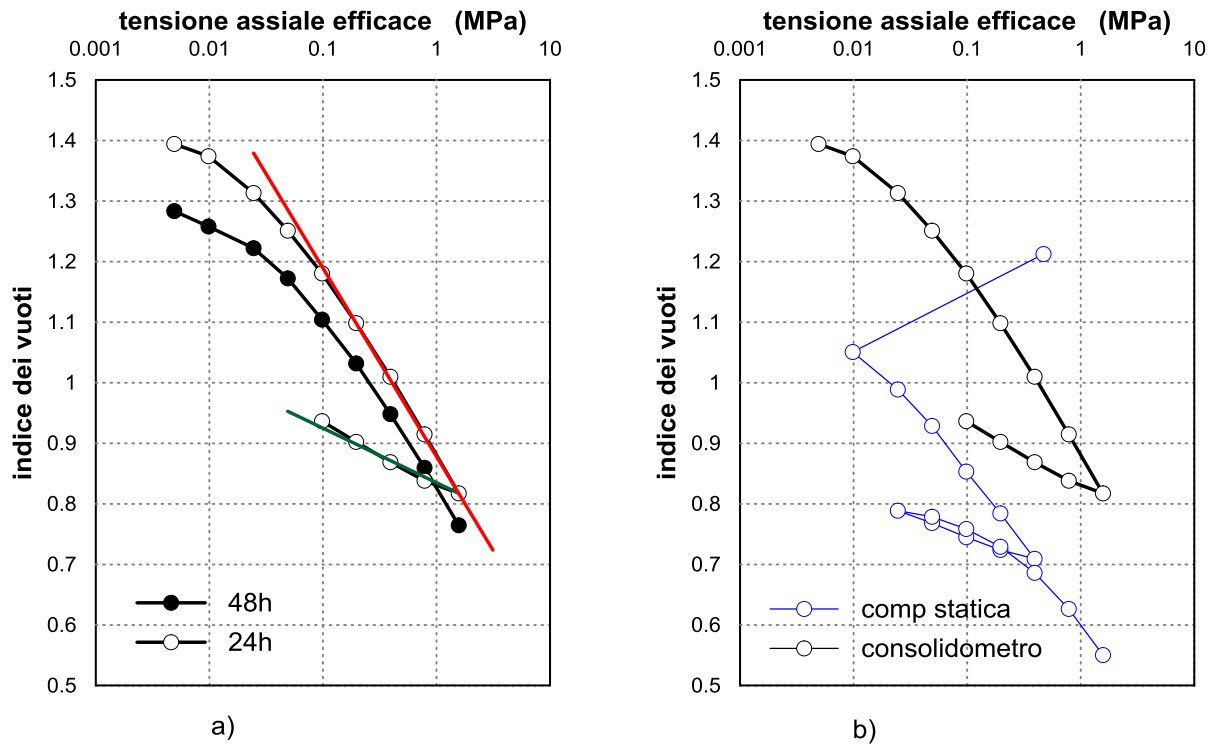 tensione assiale efficace (MPa)
0.001 0.01 0.1 1 10
1.5
1.4
1.3
1.2
1.1
1
0.9
0.8
0.7
0.6
0.5
indice dei vuoti
48h
24h
a)
tensione assiale efficace (MPa)
0.001 0.01 0.1 1 10
1.5
1.4
1.3
1.2
1.1
1
0.9
0.8
0.7
0.6
0.5
indice dei vuoti
comp statica
consolidometro
b)